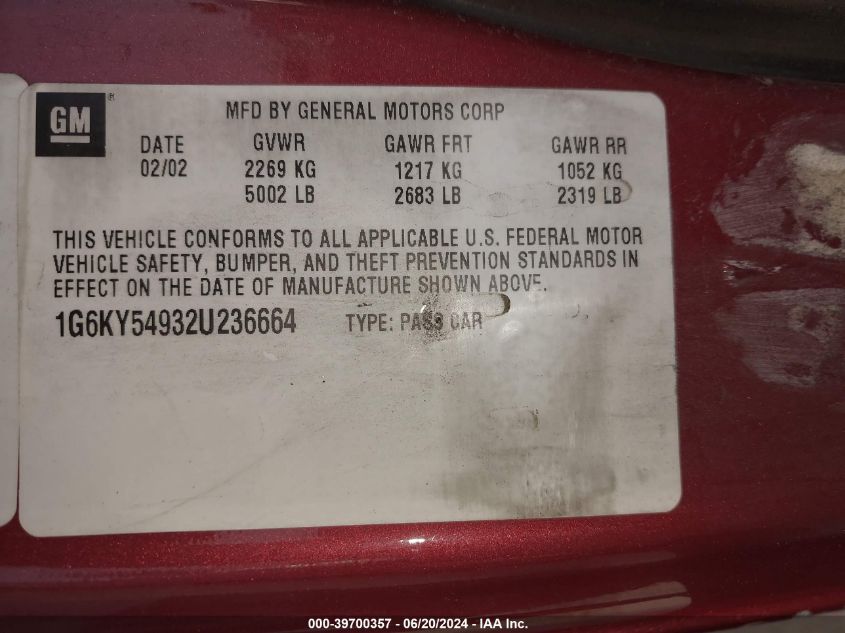 GM ®
MFD BY GENERAL MOTORS CORP
DATE GVWR GAWR FRT GAWR RR
02/02 2269 KG 1217 KG 1052 KG
5002 LB 2683 LB 2319 LB
THIS VEHICLE CONFORMS TO ALL APPLICABLE U.S. FEDERAL MOTOR
VEHICLE SAFETY, BUMPER, AND THEFT PREVENTION STANDARDS IN
EFFECT ON THE DATE OF MANUFACTURE SHOWN ABOVE.
1G6KY54932U236664 TYPE: PASS CAR
000-39700357 - 06/20/2024 - IAA Inc.